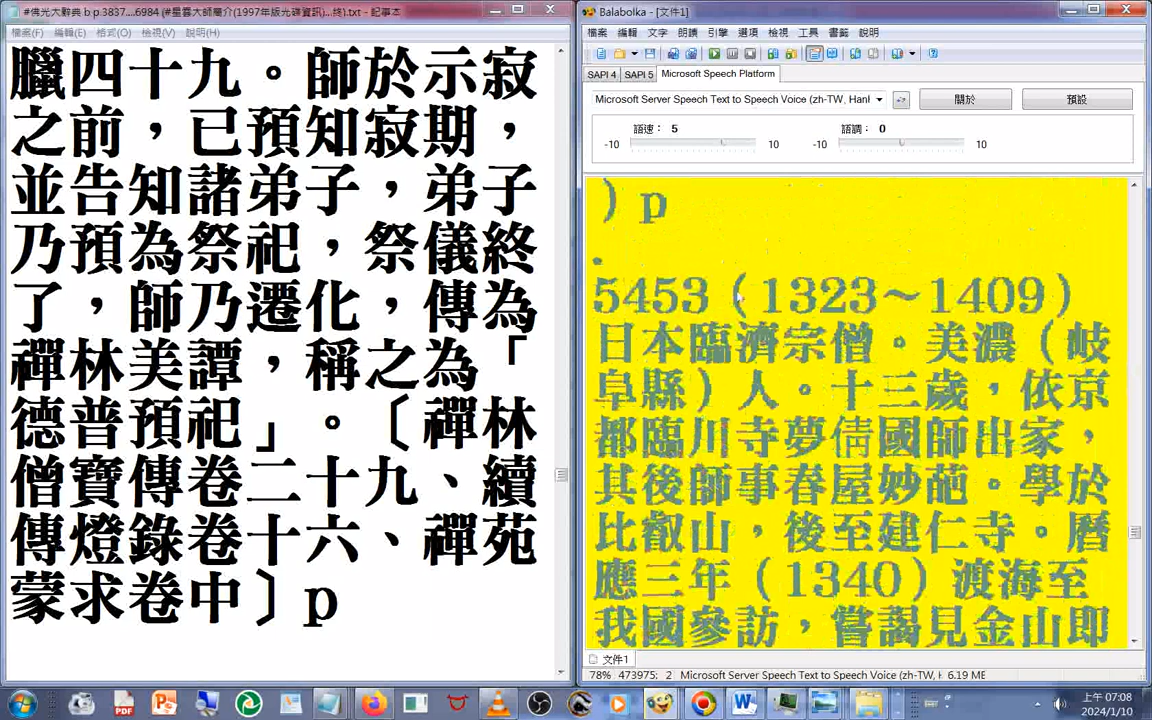 #佛光大辭典 b p.3837....6984 (#星雲大師簡介(1997年版光碟資訊)...終).txt - 記事本
檔案(F) 編輯(E) 格式(O) 檢視(V) 說明(H)
臘四十九。師於示寂
之前，已預知寂期，
並告知諸弟子，弟子
乃預為祭祀，祭儀終
了，師乃遷化，傳為
禪林美譚，稱之為「
德普預祀」。〔禪林
僧寶傳卷二十九、續
傳燈錄卷十六、禪苑
蒙求卷中〕p
Balabolka - [文件1]
檔案 編輯 文字 朗讀 引擎 選項 檢視 工具 書籤 說明
SAPI 4 SAPI 5 Microsoft Speech Platform
Microsoft Server Speech Text to Speech Voice (zh-TW, Hanl
關於 預設
語速： 5 語調： 0
-10 10 -10 10
）p
.
5453（1323～1409）
日本臨濟宗僧。美濃（岐
阜縣）人。十三歲，依京
都臨川寺夢倩國師出家，
其後師事春屋妙葩。學於
比叡山，後至建仁寺。曆
應三年（1340）渡海至
我國參訪，嘗謁見金山即
文件1
78% 473975; 2 Microsoft Speech Platform Microsoft Server Speech Text to Speech Voice (zh-TW, H 6.19 ME
上午 07:08
2024/1/10